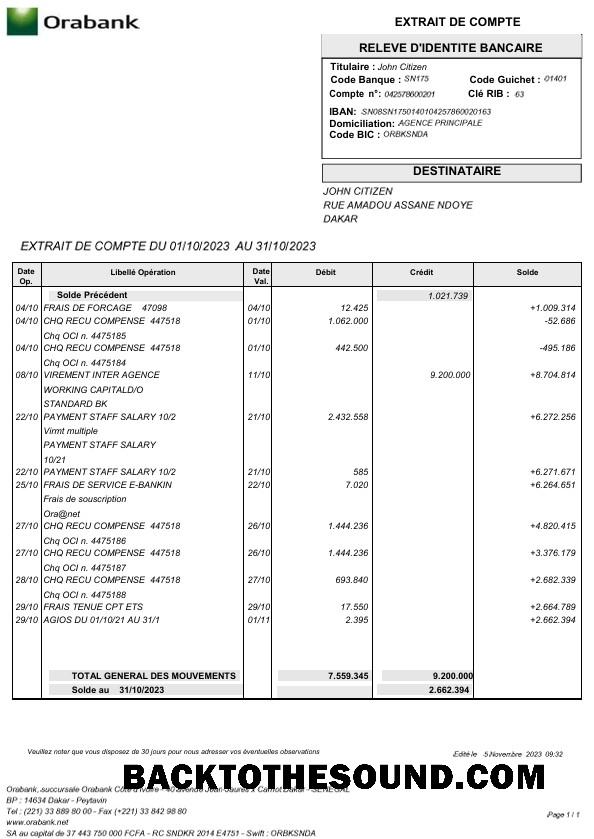 Orabank
EXTRAIT DE COMPTE
RELEVE D'IDENTITE BANCAIRE
Titulaire : John Citizen
Code Banque : SN175 Code Guichet : 01401
Compte n°: 042578600201 Clé RIB : 63
IBAN: SN08SN1750140104257860020163
Domiciliation: AGENCE PRINCIPALE
Code BIC : ORBKSNDA
DESTINATAIRE
JOHN CITIZEN
RUE AMADOU ASSANE NDOYE
DAKAR
EXTRAIT DE COMPTE DU 01/10/2023 AU 31/10/2023
Date Op. Libellé Opération Date Val. Débit Crédit Solde
Solde Précédent 1.021.739
04/10 FRAIS DE FORCAGE 47098 04/10 12.425 +1.009.314
04/10 CHQ RECU COMPENSE 447518 01/10 1.062.000 -52.686
Chq OCI n. 4475185
04/10 CHQ RECU COMPENSE 447518 01/10 442.500 -495.186
Chq OCI n. 4475184
08/10 VIREMENT INTER AGENCE 11/10 9.200.000 +8.704.814
WORKING CAPITALD/O
STANDARD BK
22/10 PAYMENT STAFF SALARY 10/2 21/10 2.432.558 +6.272.256
Virmt multiple
PAYMENT STAFF SALARY
10/21
22/10 PAYMENT STAFF SALARY 10/2 21/10 585 +6.271.671
25/10 FRAIS DE SERVICE E-BANKIN 22/10 7.020 +6.264.651
Frais de souscription
Ora@net
27/10 CHQ RECU COMPENSE 447518 26/10 1.444.236 +4.820.415
Chq OCI n. 4475186
27/10 CHQ RECU COMPENSE 447518 26/10 1.444.236 +3.376.179
Chq OCI n. 4475187
28/10 CHQ RECU COMPENSE 447518 27/10 693.840 +2.682.339
Chq OCI n. 4475188
29/10 FRAIS TENUE CPT ETS 29/10 17.550 +2.664.789
29/10 AGIOS DU 01/10/21 AU 31/1 01/11 2.395 +2.662.394
TOTAL GENERAL DES MOUVEMENTS 7.559.345 9.200.000
Solde au 31/10/2023 2.662.394
Veuillez noter que vous disposez de 30 jours pour nous adresser vos éventuelles observations
Edité le 5 Novembre 2023 09:32
BACKTOTHESOUND.COM
Orabank, succursale Orabank Côte d'Ivoire - 40 avenue Jean Jaurès x Carnot Dakar - SENEGAL
BP : 14634 Dakar - Peytavin
Tel : (221) 33 889 80 00 - Fax (+221) 33 842 98 80
www.orabank.net
Page 1 / 1
SA au capital de 37 443 750 000 FCFA - RC SNDKR 2014 E4751 - Swift : ORBKSNDA